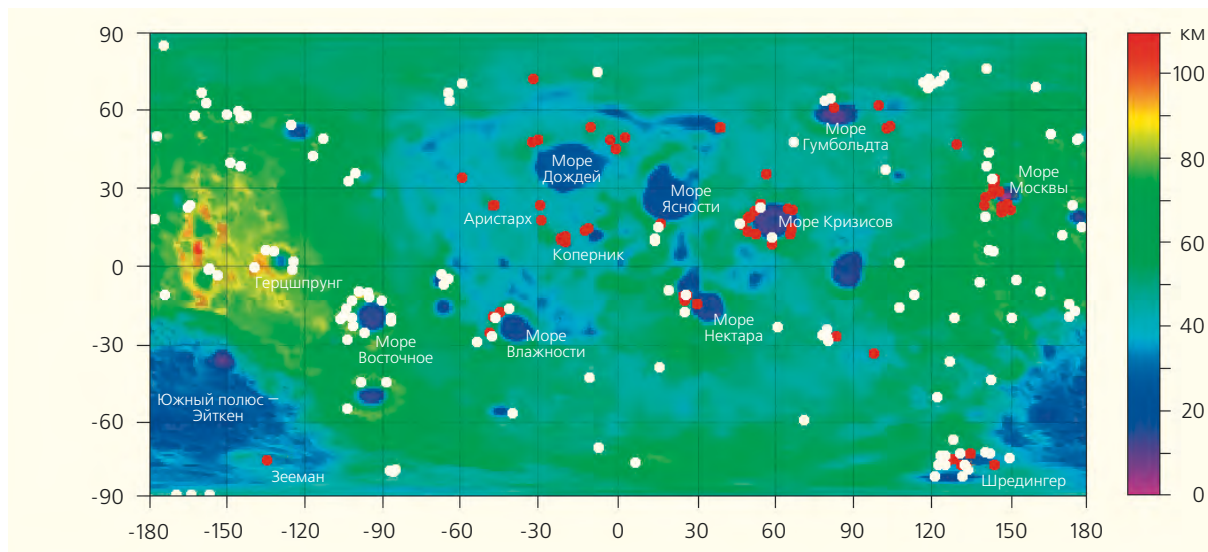 90
60
30
0
-30
-60
-90
-180
-150
-120
-90
-60
-30
0
30
60
90
120
150
180
км
100
80
60
40
20
0
Море
Гумбольдта
Море
Дождей
Море
Москвы
Море
Ясности
Аристарх
Море Кризисов
Коперник
Герцшпрунг
Море
Нектара
Море
Влажности
Море
Восточное
Южный полюс –
Эйткен
Зееман
Шредингер